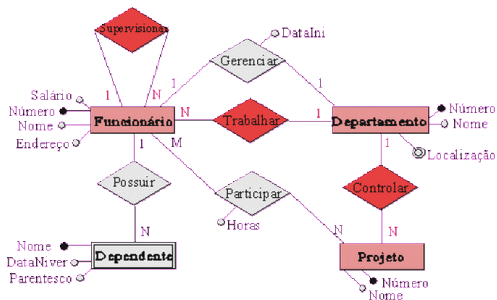 Supervisionar
DataIni
Gerenciar
Salário
1
N
1
1
Número
Nome
Endereço
Funcionário
N
Trabalhar
1
Departamento
Número
Nome
Localização
1
M
1
Possuir
Participar
Controlar
Horas
N
N
N
Nome
DataNiver
Parentesco
Dependente
Projeto
Número
Nome